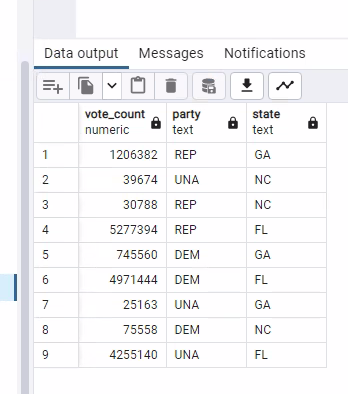 Data output Messages Notifications
vote_count party state
numeric text text
1 1206382 REP GA
2 39674 UNA NC
3 30788 REP NC
4 5277394 REP FL
5 745560 DEM GA
6 4971444 DEM FL
7 25163 UNA GA
8 75558 DEM NC
9 4255140 UNA FL